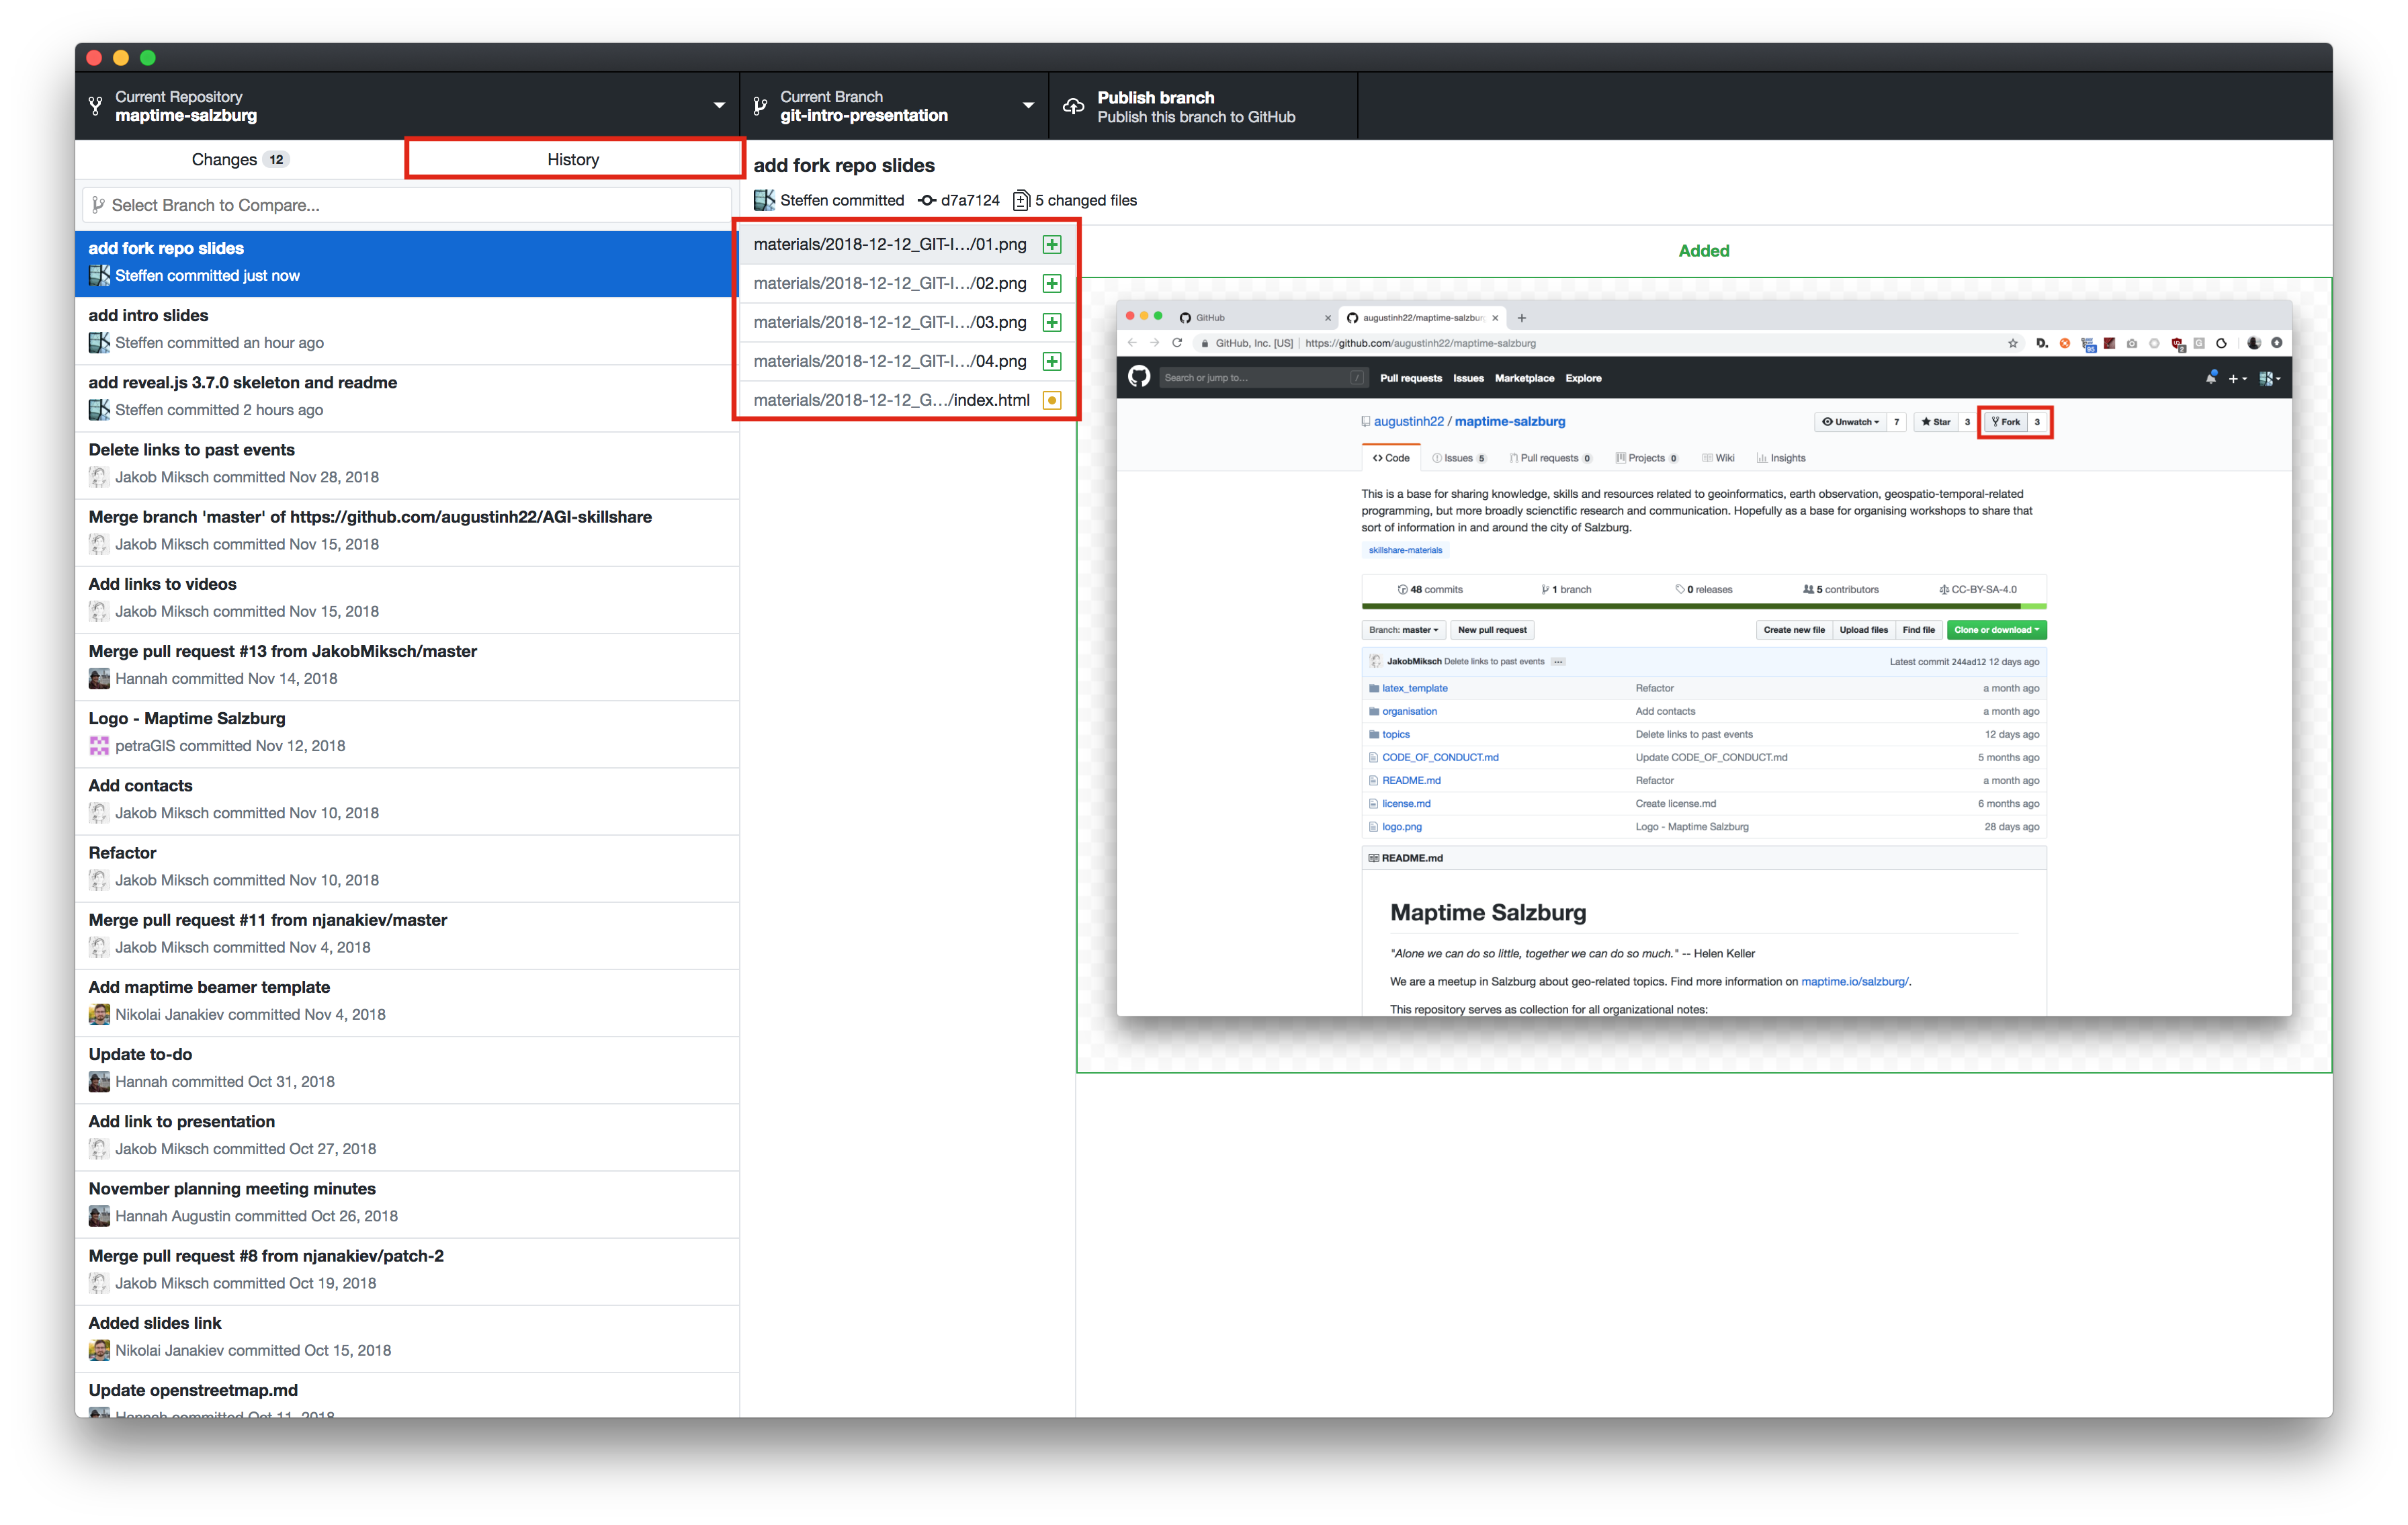 Current Repository
maptime-salzburg
Current Branch
git-intro-presentation
Publish branch
Publish this branch to GitHub
Changes 12
History
Select Branch to Compare...
add fork repo slides
Steffen committed just now
add intro slides
Steffen committed an hour ago
add reveal.js 3.7.0 skeleton and readme
Steffen committed 2 hours ago
Delete links to past events
Jakob Miksch committed Nov 28, 2018
Merge branch 'master' of https://github.com/augustinh22/AGI-skillshare
Jakob Miksch committed Nov 15, 2018
Add links to videos
Jakob Miksch committed Nov 15, 2018
Merge pull request #13 from JakobMiksch/master
Hannah committed Nov 14, 2018
Logo - Maptime Salzburg
petraGIS committed Nov 12, 2018
Add contacts
Jakob Miksch committed Nov 10, 2018
Refactor
Jakob Miksch committed Nov 10, 2018
Merge pull request #11 from njanakiev/master
Jakob Miksch committed Nov 4, 2018
Add maptime beamer template
Nikolai Janakiev committed Nov 4, 2018
Update to-do
Hannah committed Oct 31, 2018
Add link to presentation
Jakob Miksch committed Oct 27, 2018
November planning meeting minutes
Hannah Augustin committed Oct 26, 2018
Merge pull request #8 from njanakiev/patch-2
Jakob Miksch committed Oct 19, 2018
Added slides link
Nikolai Janakiev committed Oct 15, 2018
Update openstreetmap.md
Hannah committed Oct 11, 2018
add fork repo slides
Steffen committed d7a7124 5 changed files
materials/2018-12-12_GIT-I…/01.png
materials/2018-12-12_GIT-I…/02.png
materials/2018-12-12_GIT-I…/03.png
materials/2018-12-12_GIT-I…/04.png
materials/2018-12-12_G…/index.html
Added
GitHub
augustinh22/maptime-salzburg
GitHub, Inc. [US] | https://github.com/augustinh22/maptime-salzburg
Search or jump to… /
Pull requests Issues Marketplace Explore
augustinh22 / maptime-salzburg
Unwatch 7 Star 3 Fork 3
Code Issues 5 Pull requests 0 Projects 0 Wiki Insights
This is a base for sharing knowledge, skills and resources related to geoinformatics, earth observation, geospatio-temporal-related
programming, but more broadly scienctific research and communication. Hopefully as a base for organising workshops to share that
sort of information in and around the city of Salzburg.
skillshare-materials
48 commits 1 branch 0 releases 5 contributors CC-BY-SA-4.0
Branch: master New pull request Create new file Upload files Find file Clone or download
JakobMiksch Delete links to past events … Latest commit 244ad12 12 days ago
latex_template Refactor a month ago
organisation Add contacts a month ago
topics Delete links to past events 12 days ago
CODE_OF_CONDUCT.md Update CODE_OF_CONDUCT.md 5 months ago
README.md Refactor a month ago
license.md Create license.md 6 months ago
logo.png Logo - Maptime Salzburg 28 days ago
README.md
Maptime Salzburg
"Alone we can do so little, together we can do so much." -- Helen Keller
We are a meetup in Salzburg about geo-related topics. Find more information on maptime.io/salzburg/.
This repository serves as collection for all organizational notes: